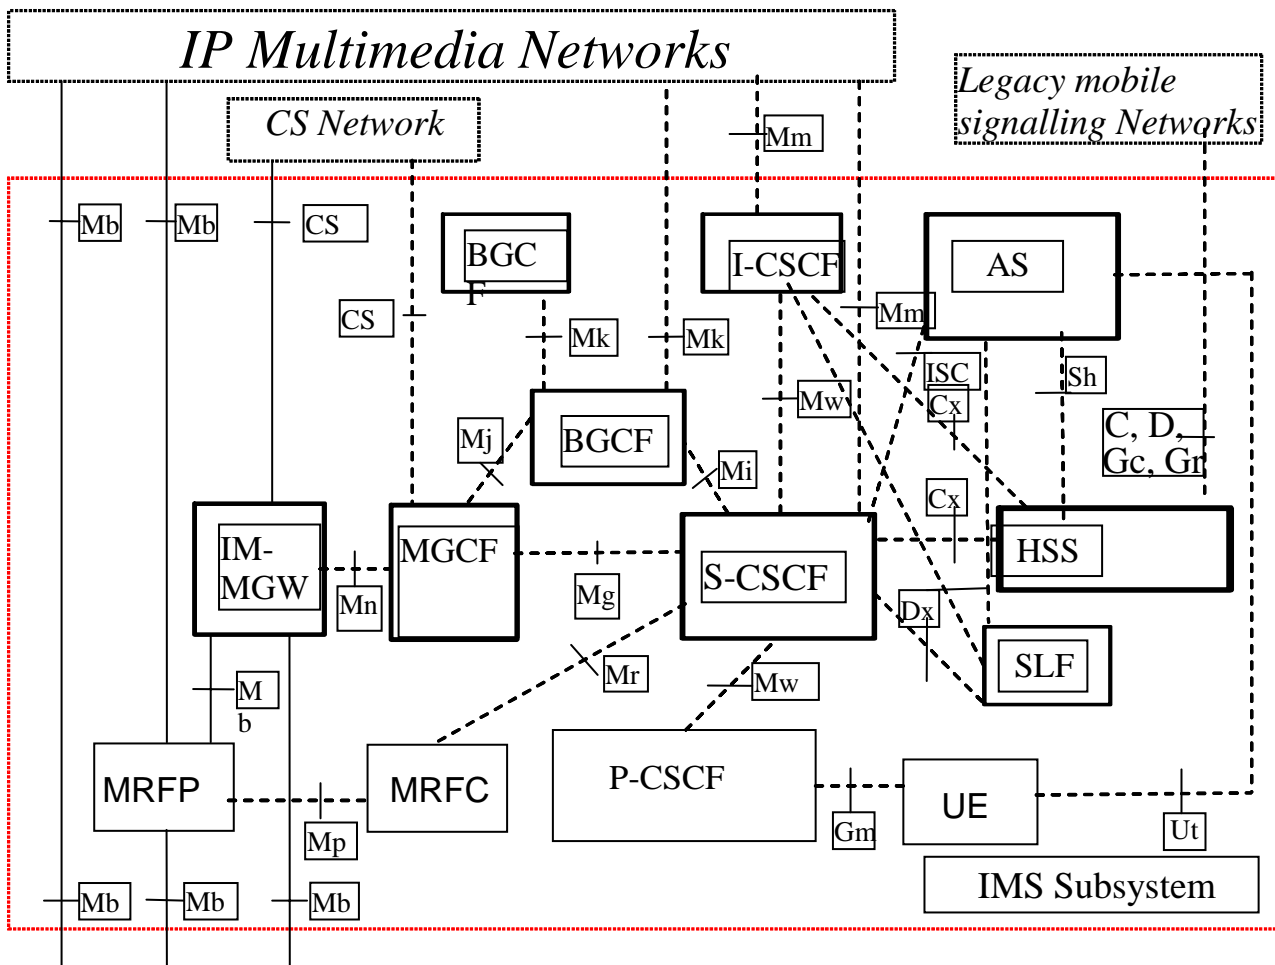 IP Multimedia Networks
Legacy mobile
signalling Networks
CS Network
Mm
Mb
Mb
CS
BGC
F
I-CSCF
AS
CS
Mk
Mk
Mm
ISC
Sh
Mw
Cx
C, D,
Gc, Gr
Mj
BGCF
Mi
Cx
IM-
MGW
MGCF
S-CSCF
HSS
Mn
Mg
Dx
Mr
Mw
SLF
M
b
MRFP
MRFC
P-CSCF
UE
Mp
Gm
Ut
Mb
Mb
Mb
IMS Subsystem